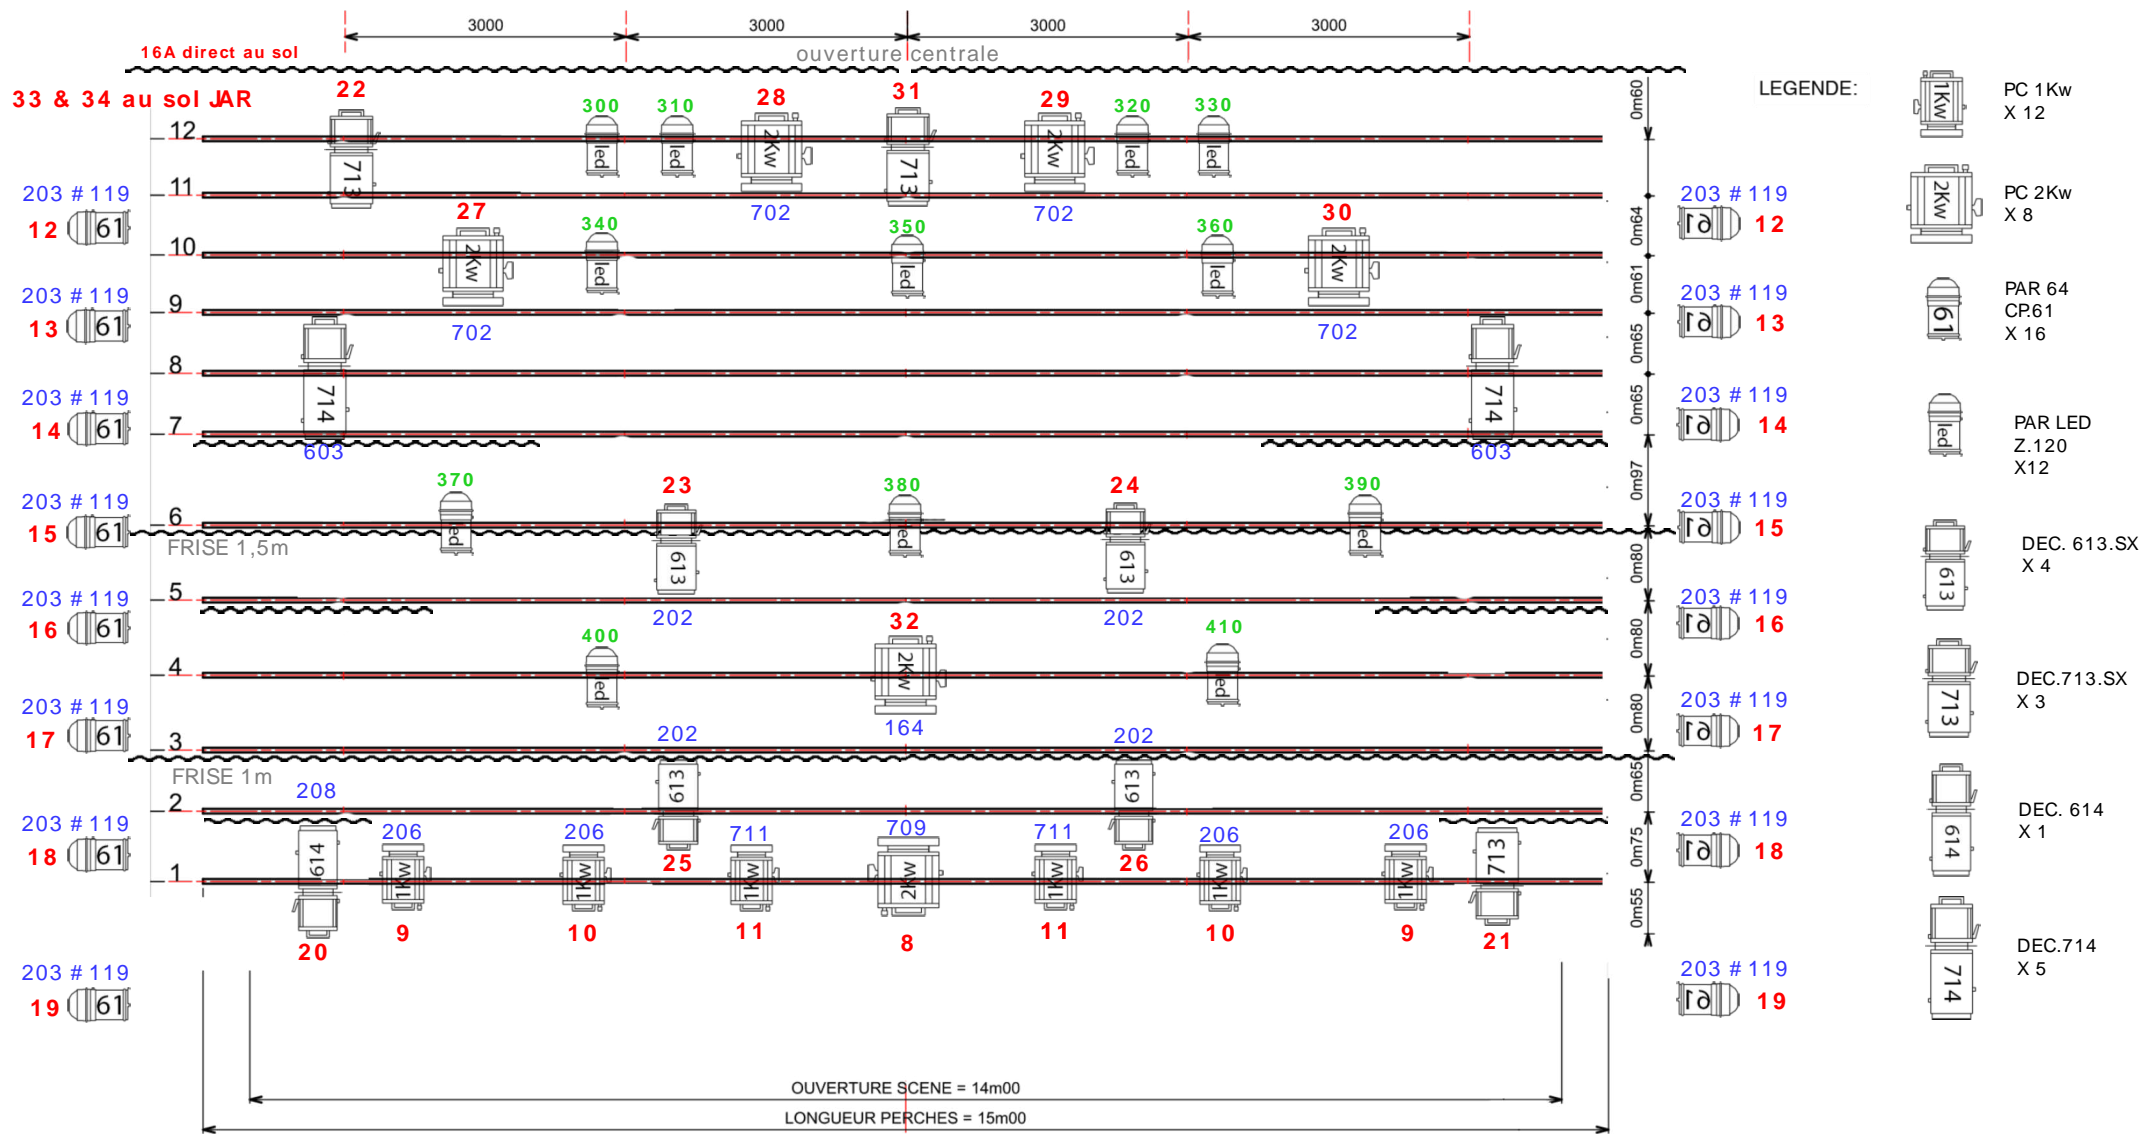 3000 3000 3000 3000
16A direct au sol
ouverture centrale
33 & 34 au sol JAR
22 300 310 28 31 29 320 330
12
713 led led 2Kw 713 2Kw led led
11
702 702
203 # 119
12 61
27 340 350 360 30
10
2Kw led led led 2Kw
203 # 119
61 12
203 # 119
13 61
9
702 702
203 # 119
61 13
8
714 714
203 # 119
14 61
7
603 603
203 # 119
61 14
370 23 380 24 390
203 # 119
15 61
6
led 613 led 613 led
203 # 119
61 15
FRISE 1,5m
5
202 202
203 # 119
16 61
203 # 119
61 16
400 32 410
4
led 2Kw led
164
203 # 119
17 61
3
202 202
203 # 119
61 17
FRISE 1m
613 613
208
2
203 # 119
18 61
206 206 711 709 711 206 206
203 # 119
61 18
1
614 1Kw 1Kw 25 1Kw 2Kw 1Kw 26 1Kw 1Kw 713
20 9 10 11 8 11 10 9 21
203 # 119
19 61
203 # 119
61 19
0m60
0m64
0m61
0m65
0m65
0m97
0m80
0m80
0m80
0m65
0m75
0m55
OUVERTURE SCENE = 14m00
LONGUEUR PERCHES = 15m00
LEGENDE:
1Kw
PC 1Kw
X 12
2Kw
PC 2Kw
X 8
61
PAR 64
CP.61
X 16
led
PAR LED
Z.120
X12
613
DEC. 613.SX
X 4
713
DEC.713.SX
X 3
614
DEC. 614
X 1
714
DEC.714
X 5